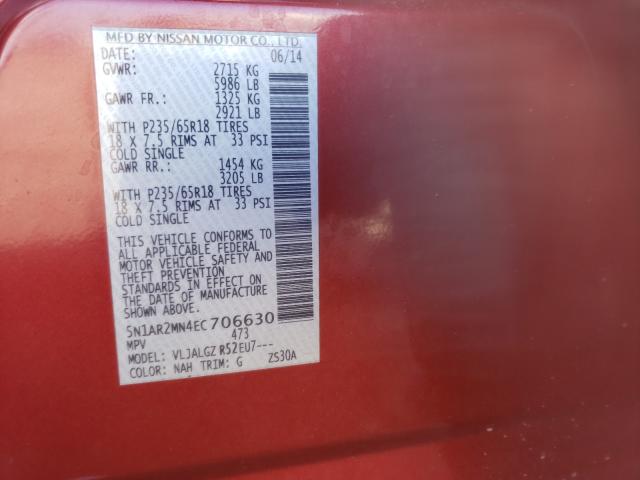 MFD BY NISSAN MOTOR CO., LTD.
DATE: 06/14
GVWR: 2715 KG
5986 LB
GAWR FR.: 1325 KG
2921 LB
WITH P235/65R18 TIRES
18 X 7.5 RIMS AT 33 PSI
COLD SINGLE
GAWR RR.: 1454 KG
3205 LB
WITH P235/65R18 TIRES
18 X 7.5 RIMS AT 33 PSI
COLD SINGLE
THIS VEHICLE CONFORMS TO
ALL APPLICABLE FEDERAL
MOTOR VEHICLE SAFETY AND
THEFT PREVENTION
STANDARDS IN EFFECT ON
THE DATE OF MANUFACTURE
SHOWN ABOVE
5N1AR2MN4EC706630
MPV 473
MODEL: VLJALGZ R52EU7---
COLOR: NAH TRIM: G ZS30A